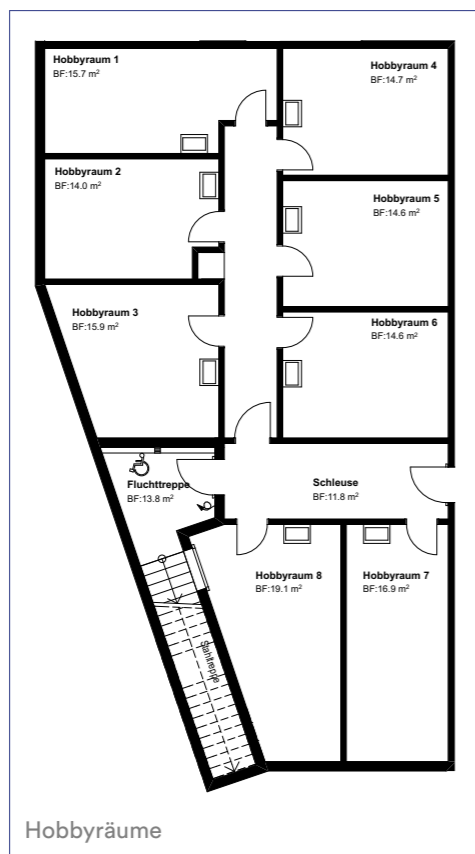 Hobbyraum 1
BF:15.7 m²
Hobbyraum 4
BF:14.7 m²
Hobbyraum 2
BF:14.0 m²
Hobbyraum 5
BF:14.6 m²
Hobbyraum 3
BF:15.9 m²
Hobbyraum 6
BF:14.6 m²
Fluchttreppe
BF:13.8 m²
Schleuse
BF:11.8 m²
Hobbyraum 8
BF:19.1 m²
Hobbyraum 7
BF:16.9 m²
Stahltreppe
Hobbyräume